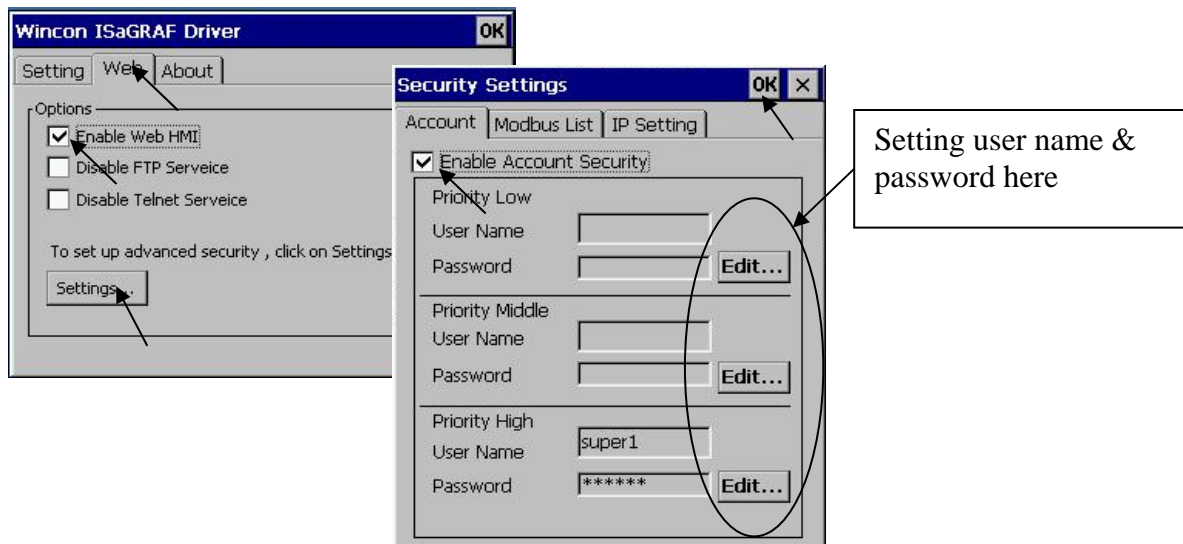 Wincon ISaGRAF Driver OK
Setting Web About
Options
Enable Web HMI
Disable FTP Serveice
Disable Telnet Serveice
To set up advanced security , click on Settings
Settings...
Security Settings OK ×
Account Modbus List IP Setting
Enable Account Security
Priority Low
User Name
Password Edit...
Priority Middle
User Name
Password Edit...
Priority High
User Name super1
Password ****** Edit...
Setting user name &
password here